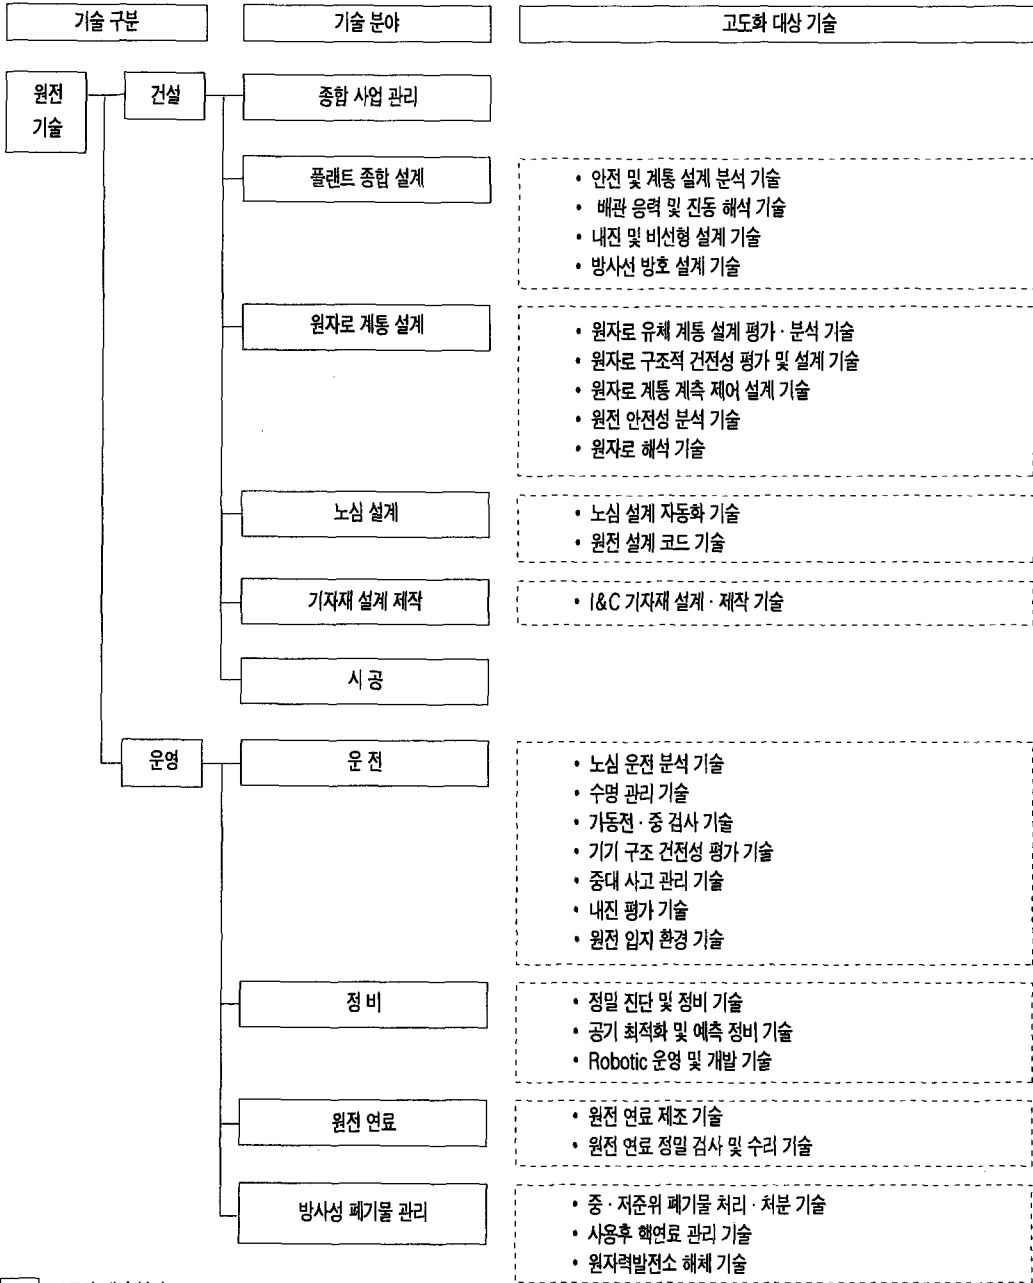 기술 구분
기술 분야
고도화 대상 기술
원전
기술
건설
종합 사업 관리
플랜트 종합 설계
• 안전 및 계통 설계 분석 기술
• 배관 응력 및 진동 해석 기술
• 내진 및 비선형 설계 기술
• 방사선 방호 설계 기술
원자로 계통 설계
• 원자로 유체 계통 설계 평가 · 분석 기술
• 원자로 구조적 건전성 평가 및 설계 기술
• 원자로 계통 계측 제어 설계 기술
• 원전 안전성 분석 기술
• 원자로 해석 기술
노심 설계
• 노심 설계 자동화 기술
• 원전 설계 코드 기술
기자재 설계 제작
• I&C 기자재 설계 · 제작 기술
시 공
운영
운 전
• 노심 운전 분석 기술
• 수명 관리 기술
• 가동전 · 중 검사 기술
• 기기 구조 건전성 평가 기술
• 중대 사고 관리 기술
• 내진 평가 기술
• 원전 입지 환경 기술
정 비
• 정밀 진단 및 정비 기술
• 공기 최적화 및 예측 정비 기술
• Robotic 운영 및 개발 기술
원전 연료
• 원전 연료 제조 기술
• 원전 연료 정밀 검사 및 수리 기술
방사성 폐기물 관리
• 중 · 저준위 폐기물 처리 · 처분 기술
• 사용후 핵연료 관리 기술
• 원자력발전소 해체 기술